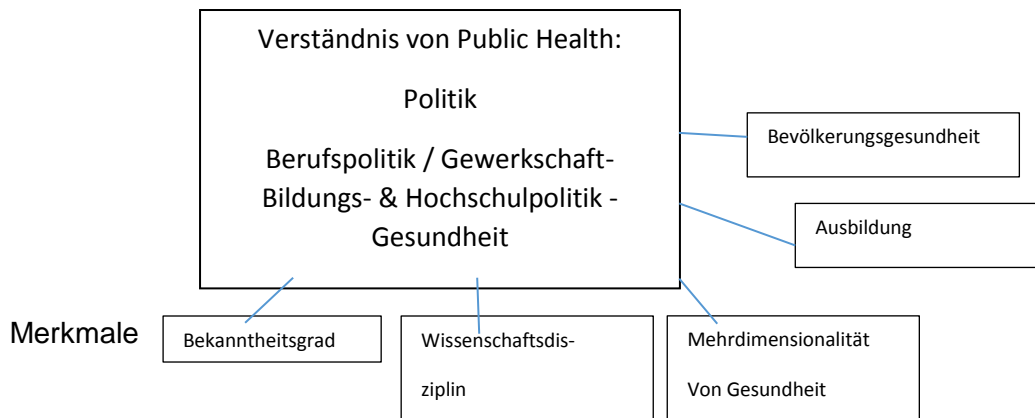 Verständnis von Public Health:
Politik
Berufspolitik / Gewerkschaft-
Bildungs- & Hochschulpolitik -
Gesundheit
Bevölkerungsgesundheit
Ausbildung
Merkmale
Bekanntheitsgrad
Wissenschaftsdis-
ziplin
Mehrdimensionalität
Von Gesundheit